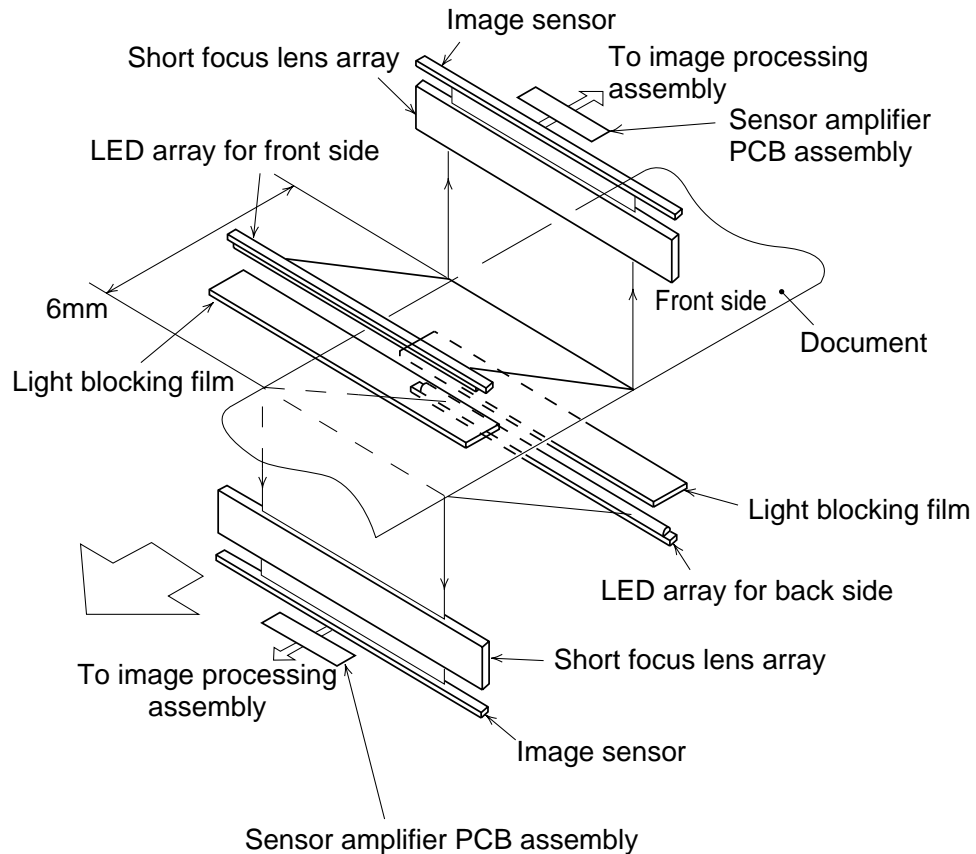 Image sensor
Short focus lens array
To image processing
assembly
Sensor amplifier
PCB assembly
LED array for front side
6mm
Front side
Document
Light blocking film
Light blocking film
LED array for back side
Short focus lens array
To image processing
assembly
Image sensor
Sensor amplifier PCB assembly